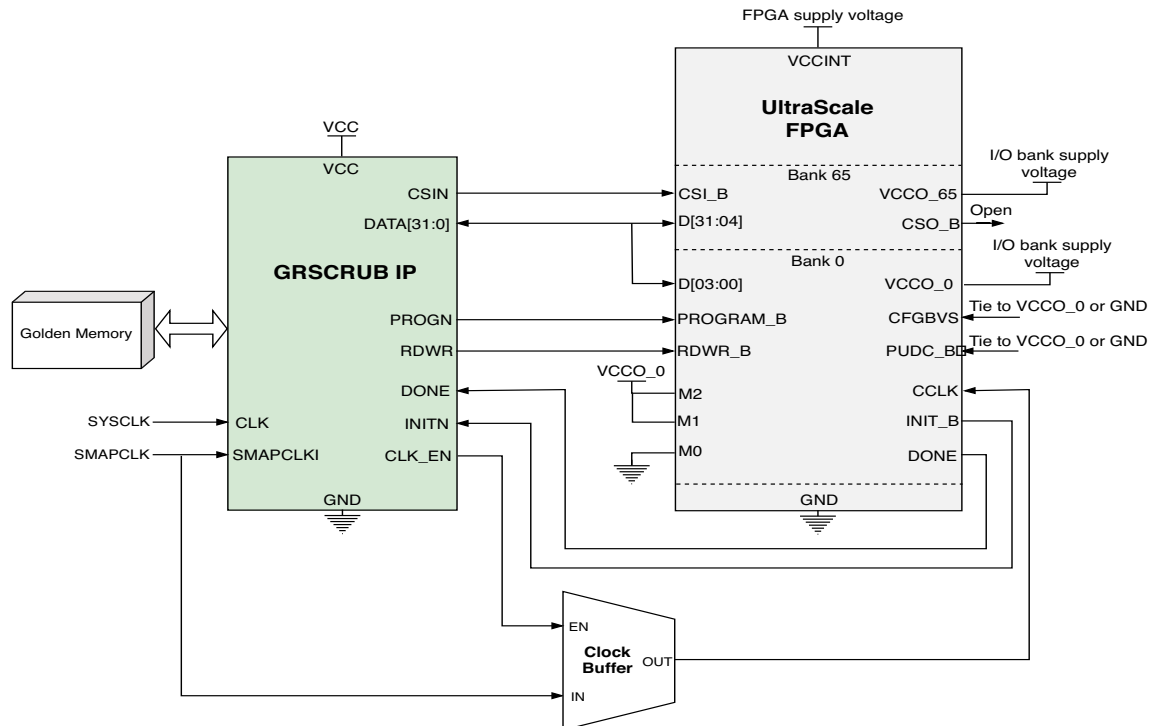 FPGA supply voltage
VCCINT
UltraScale
FPGA
VCC
VCC
I/O bank supply
voltage
Bank 65
CSIN
CSI_B
VCCO_65
DATA[31:0]
D[31:04]
CSO_B
Open
I/O bank supply
voltage
Bank 0
GRSCRUB IP
D[03:00]
VCCO_0
Golden Memory
PROGN
PROGRAM_B
CFGBVS
Tie to VCCO_0 or GND
RDWR
RDWR_B
PUDC_B
Tie to VCCO_0 or GND
VCCO_0
DONE
M2
CCLK
SYSCLK
CLK
INITN
M1
INIT_B
SMAPCLK
SMAPCLKI
CLK_EN
M0
DONE
GND
GND
EN
Clock
Buffer
OUT
IN